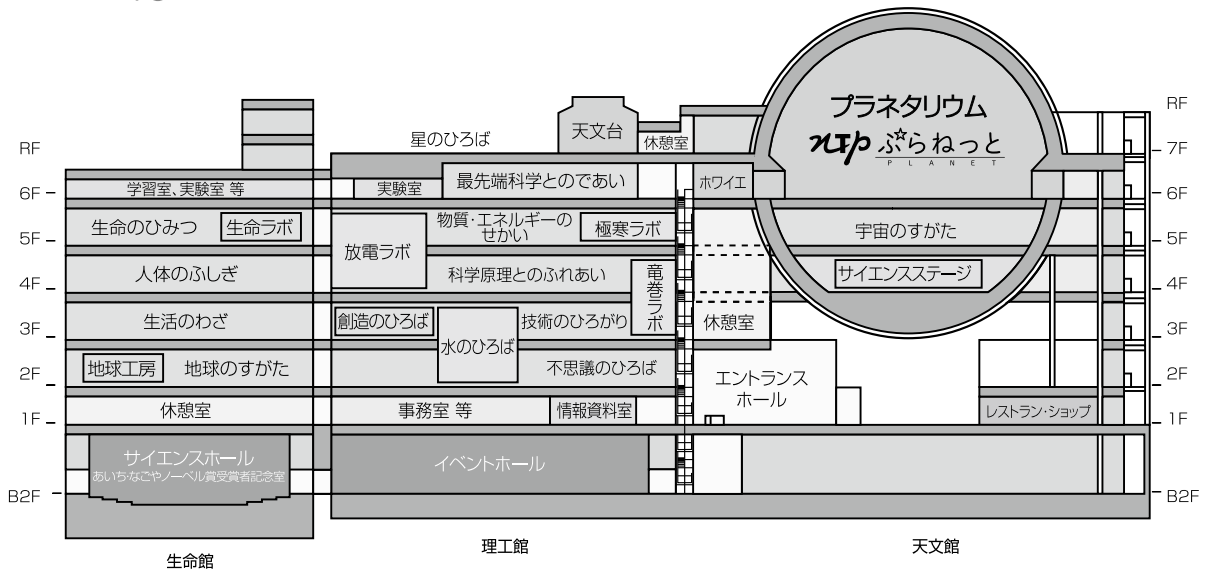 プラネタリウム
NTP ぷらねっと
PLANET
天文台
休憩室
星のひろば
RF
6F
5F
4F
3F
2F
1F
B2F
RF
7F
6F
5F
4F
3F
2F
1F
B2F
学習室、実験室 等
実験室
最先端科学とのであい
ホワイエ
生命のひみつ
生命ラボ
放電ラボ
物質・エネルギーの
せかい
極寒ラボ
宇宙のすがた
人体のふしぎ
科学原理とのふれあい
竜巻ラボ
サイエンスステージ
生活のわざ
創造のひろば
水のひろば
技術のひろがり
休憩室
地球工房
地球のすがた
不思議のひろば
エントランス
ホール
休憩室
事務室 等
情報資料室
レストラン・ショップ
サイエンスホール
あいち・なごやノーベル賞受賞者記念室
イベントホール
生命館
理工館
天文館